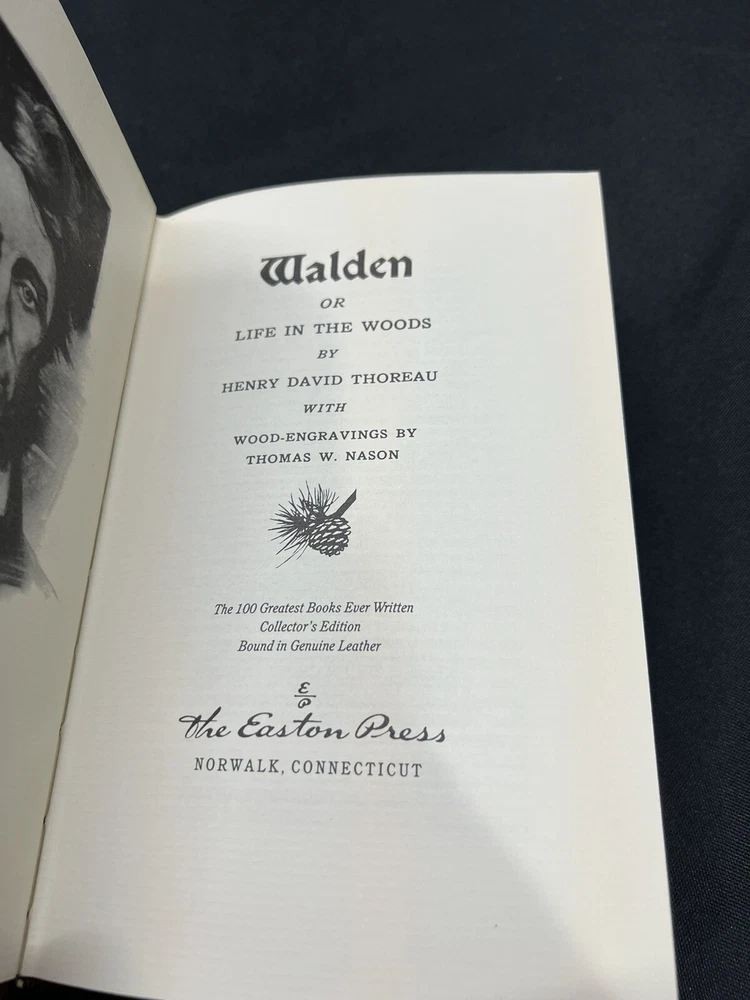 Walden
OR
LIFE IN THE WOODS
BY
HENRY DAVID THOREAU
WITH
WOOD-ENGRAVINGS BY
THOMAS W. NASON
The 100 Greatest Books Ever Written
Collector's Edition
Bound in Genuine Leather
E
P
The Easton Press
NORWALK, CONNECTICUT